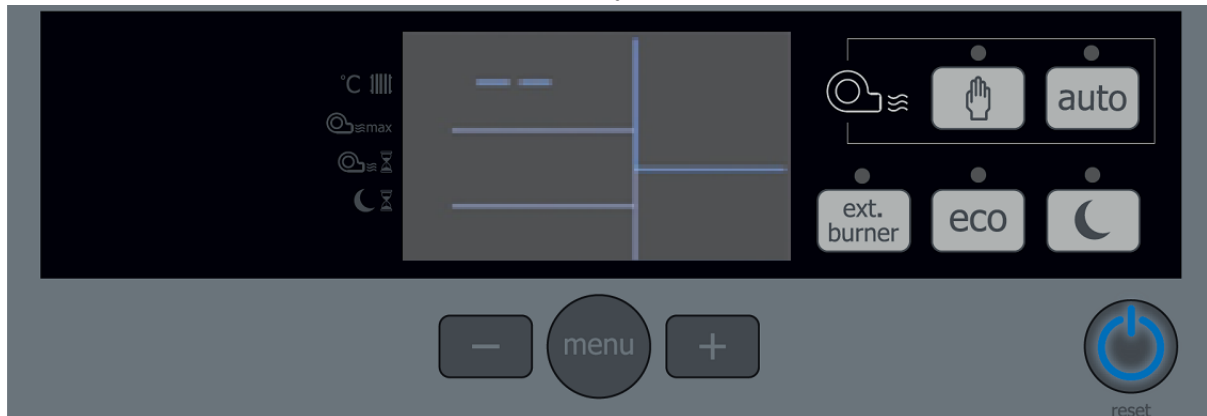 °C
max
auto
ext.
burner
eco
menu
reset